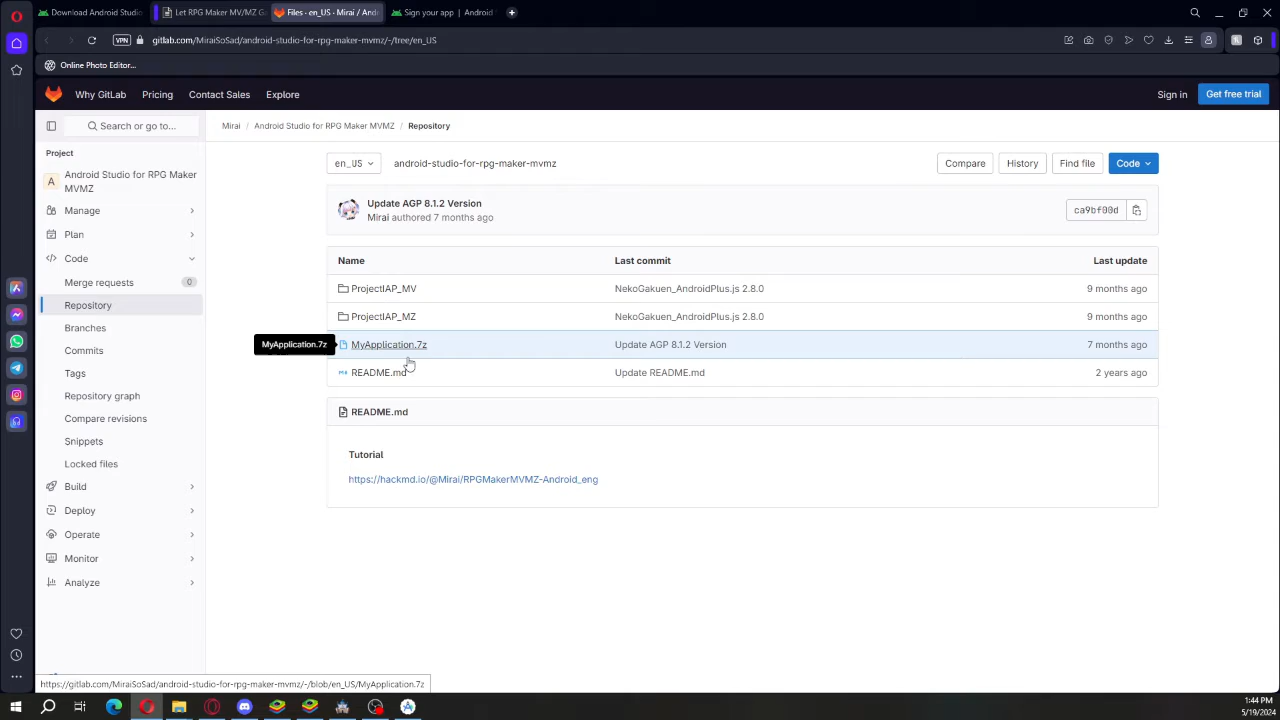 Download Android Studio
Let RPG Maker MV/MZ G
Files · en_US · Mirai / And
Sign your app | Android
VPN
gitlab.com/MiraiSoSad/android-studio-for-rpg-maker-mvmz/-/tree/en_US
Online Photo Editor...
Why GitLab
Pricing
Contact Sales
Explore
Sign in
Get free trial
Search or go to...
Mirai / Android Studio for RPG Maker MVMZ / Repository
Project
A
Android Studio for RPG Maker
MVMZ
Manage
Plan
Code
Merge requests 0
Repository
Branches
Commits
Tags
Repository graph
Compare revisions
Snippets
Locked files
Build
Deploy
Operate
Monitor
Analyze
en_US
android-studio-for-rpg-maker-mvmz
Compare
History
Find file
Code
Update AGP 8.1.2 Version
Mirai authored 7 months ago
ca9bf00d
Name Last commit Last update
ProjectIAP_MV NekoGakuen_AndroidPlus.js 2.8.0 9 months ago
ProjectIAP_MZ NekoGakuen_AndroidPlus.js 2.8.0 9 months ago
MyApplication.7z
MyApplication.7z Update AGP 8.1.2 Version 7 months ago
README.md Update README.md 2 years ago
README.md
Tutorial
https://hackmd.io/@Mirai/RPGMakerMVMZ-Android_eng
https://gitlab.com/MiraiSoSad/android-studio-for-rpg-maker-mvmz/-/blob/en_US/MyApplication.7z
1:44 PM
5/19/2024